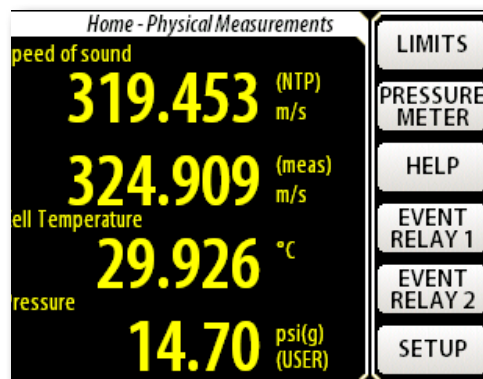 Home - Physical Measurements
peed of sound
319.453 (NTP) m/s
324.909 (meas) m/s
ell Temperature
29.926 °C
ressure
14.70 psi(g) (USER)
LIMITS
PRESSURE
METER
HELP
EVENT
RELAY 1
EVENT
RELAY 2
SETUP